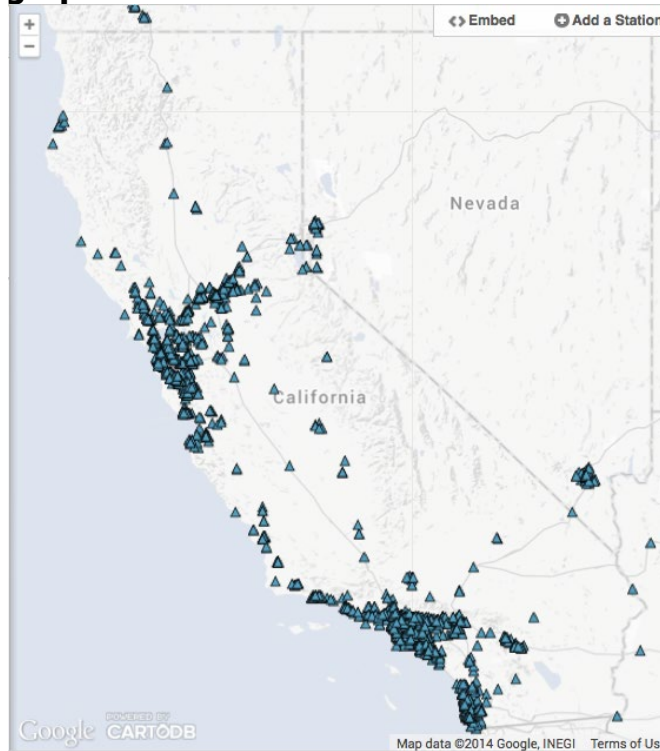 +
<> Embed
Add a Station
−
Nevada
California
Google
POWERED BY
CARTODB
Map data ©2014 Google, INEGI Terms of Us